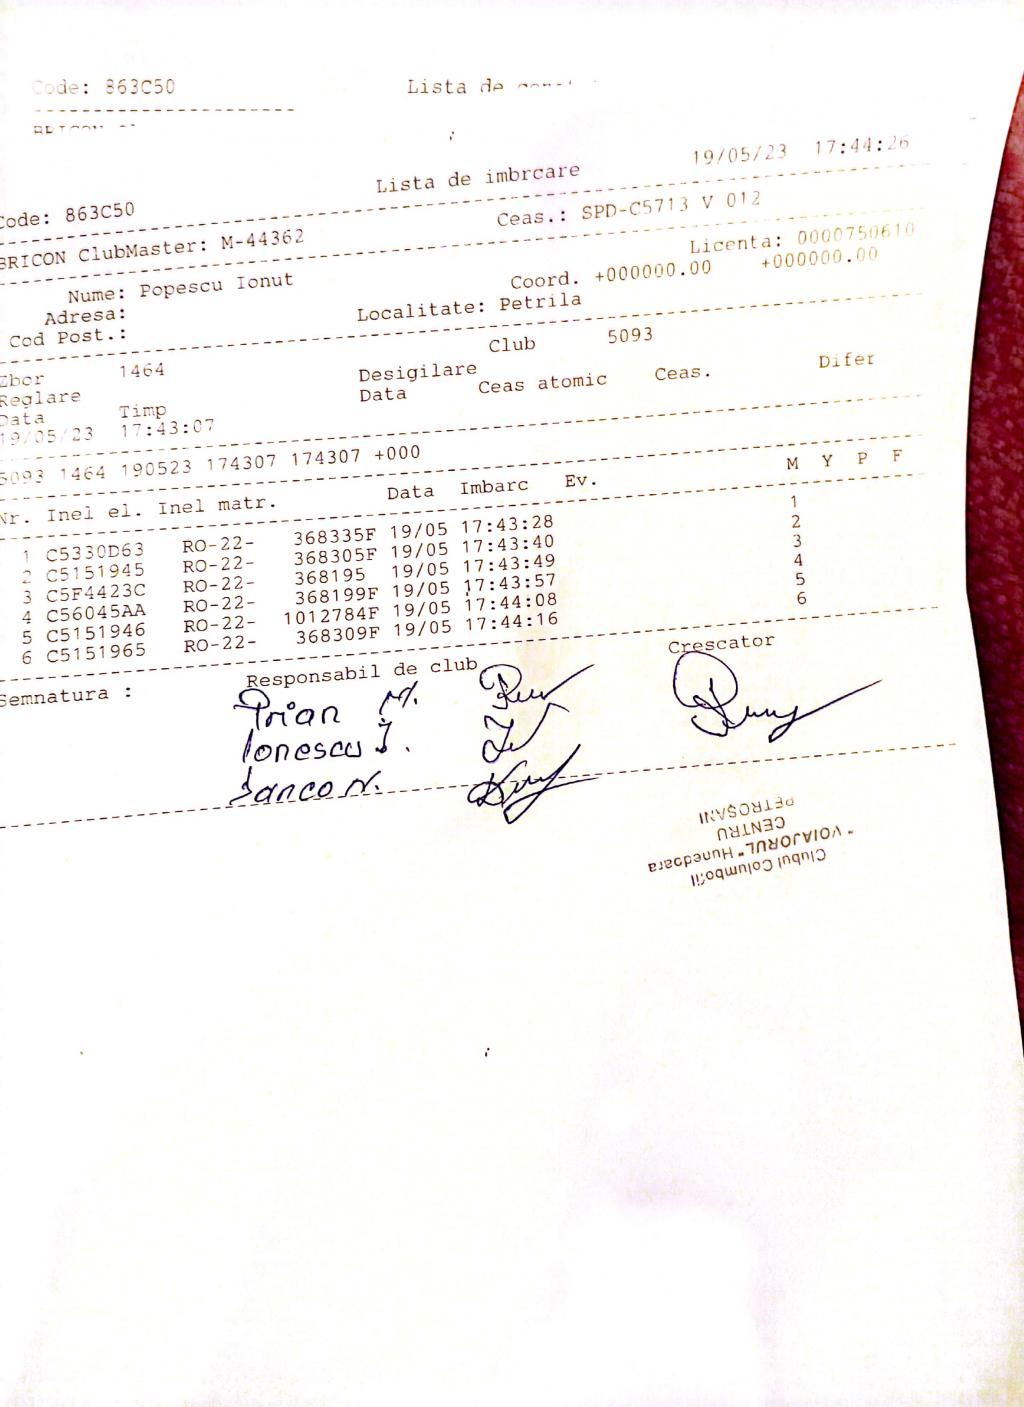 Code: 863C50 Lista de
Lista de imbrcare 19/05/23 17:44:26
Code: 863C50
BRICON ClubMaster: M-44362 Ceas.: SPD-C5713 V 012
Licenta: 0000750610
Nume: Popescu Ionut Coord. +000000.00 +000000.00
Adresa:
Cod Post.: Localitate: Petrila
Club 5093
Zbor 1464
Reglare Desigilare
Data Timp Data Ceas atomic Ceas. Difer
19/05/23 17:43:07
5093 1464 190523 174307 174307 +000
Nr. Inel el. Inel matr. Data Imbarc Ev. M Y P F
1 C5330D63 RO-22- 368335F 19/05 17:43:28 1
2 C5151945 RO-22- 368305F 19/05 17:43:40 2
3 C5F4423C RO-22- 368195 19/05 17:43:49 3
4 C56045AA RO-22- 368199F 19/05 17:43:57 4
5 C5151946 RO-22- 1012784F 19/05 17:44:08 5
6 C5151965 RO-22- 368309F 19/05 17:44:16 6
Semnatura : Responsabil de club Crescator
Prian M.
Ionescu I.
Sanco N.
Clubul Columbofil
"VOIAJORUL" Hunedoara
CENTRU
PETROȘANI